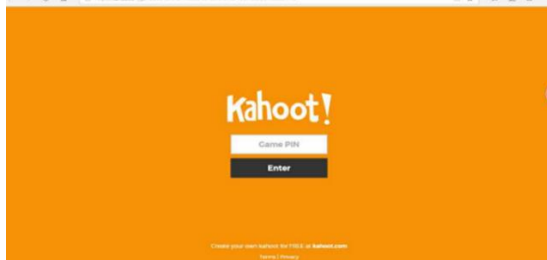 Kahoot!
Game PIN
Enter
Create your own kahoot for FREE at kahoot.com
Terms | Privacy